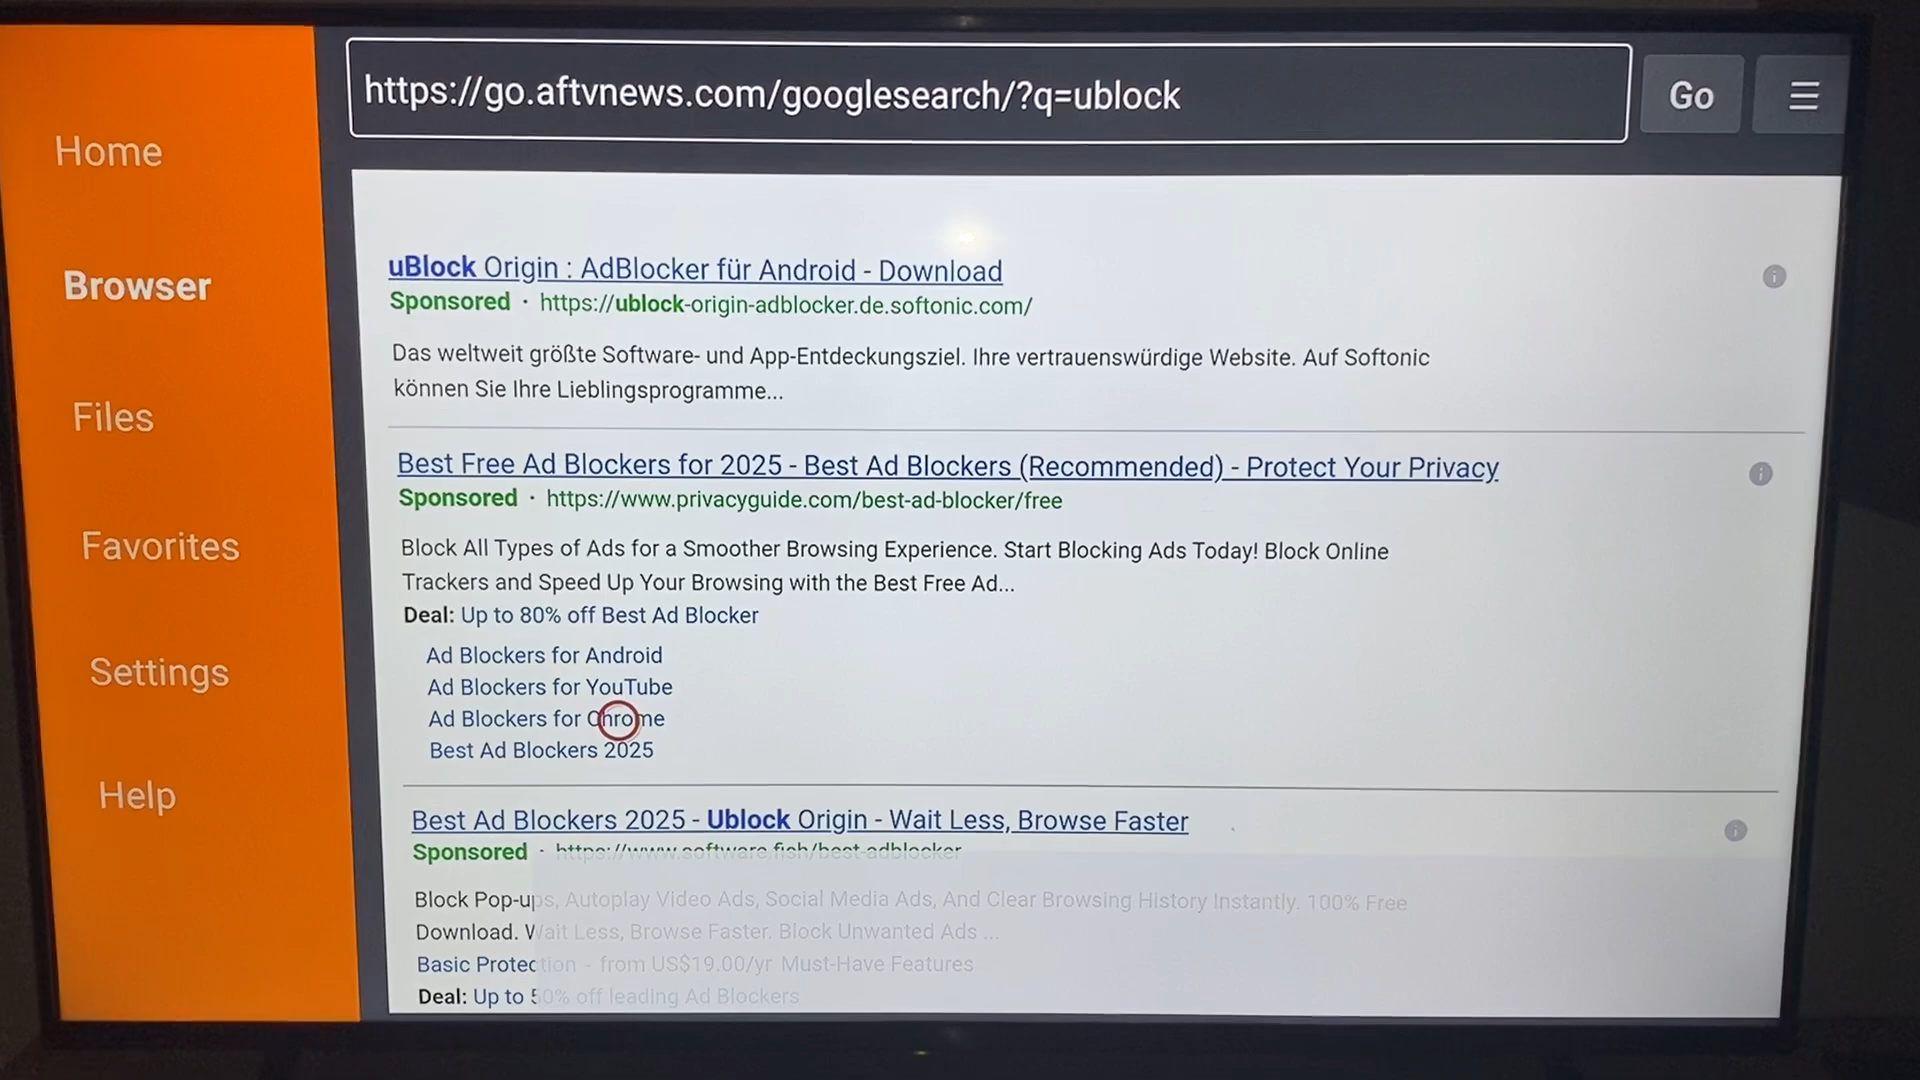 https://go.aftvnews.com/googlesearch/?q=ublock
Go
Home
Browser
Files
Favorites
Settings
Help
uBlock Origin : AdBlocker für Android - Download
Sponsored · https://ublock-origin-adblocker.de.softonic.com/
Das weltweit größte Software- und App-Entdeckungsziel. Ihre vertrauenswürdige Website. Auf Softonic
können Sie Ihre Lieblingsprogramme...
Best Free Ad Blockers for 2025 - Best Ad Blockers (Recommended) - Protect Your Privacy
Sponsored · https://www.privacyguide.com/best-ad-blocker/free
Block All Types of Ads for a Smoother Browsing Experience. Start Blocking Ads Today! Block Online
Trackers and Speed Up Your Browsing with the Best Free Ad...
Deal: Up to 80% off Best Ad Blocker
Ad Blockers for Android
Ad Blockers for YouTube
Ad Blockers for Chrome
Best Ad Blockers 2025
Best Ad Blockers 2025 - Ublock Origin - Wait Less, Browse Faster
Sponsored · https://www.software.fish/best-adblocker
Block Pop-ups, Autoplay Video Ads, Social Media Ads, And Clear Browsing History Instantly. 100% Free
Download. Wait Less, Browse Faster. Block Unwanted Ads ...
Basic Protection - from US$19.00/yr Must-Have Features
Deal: Up to 50% off leading Ad Blockers